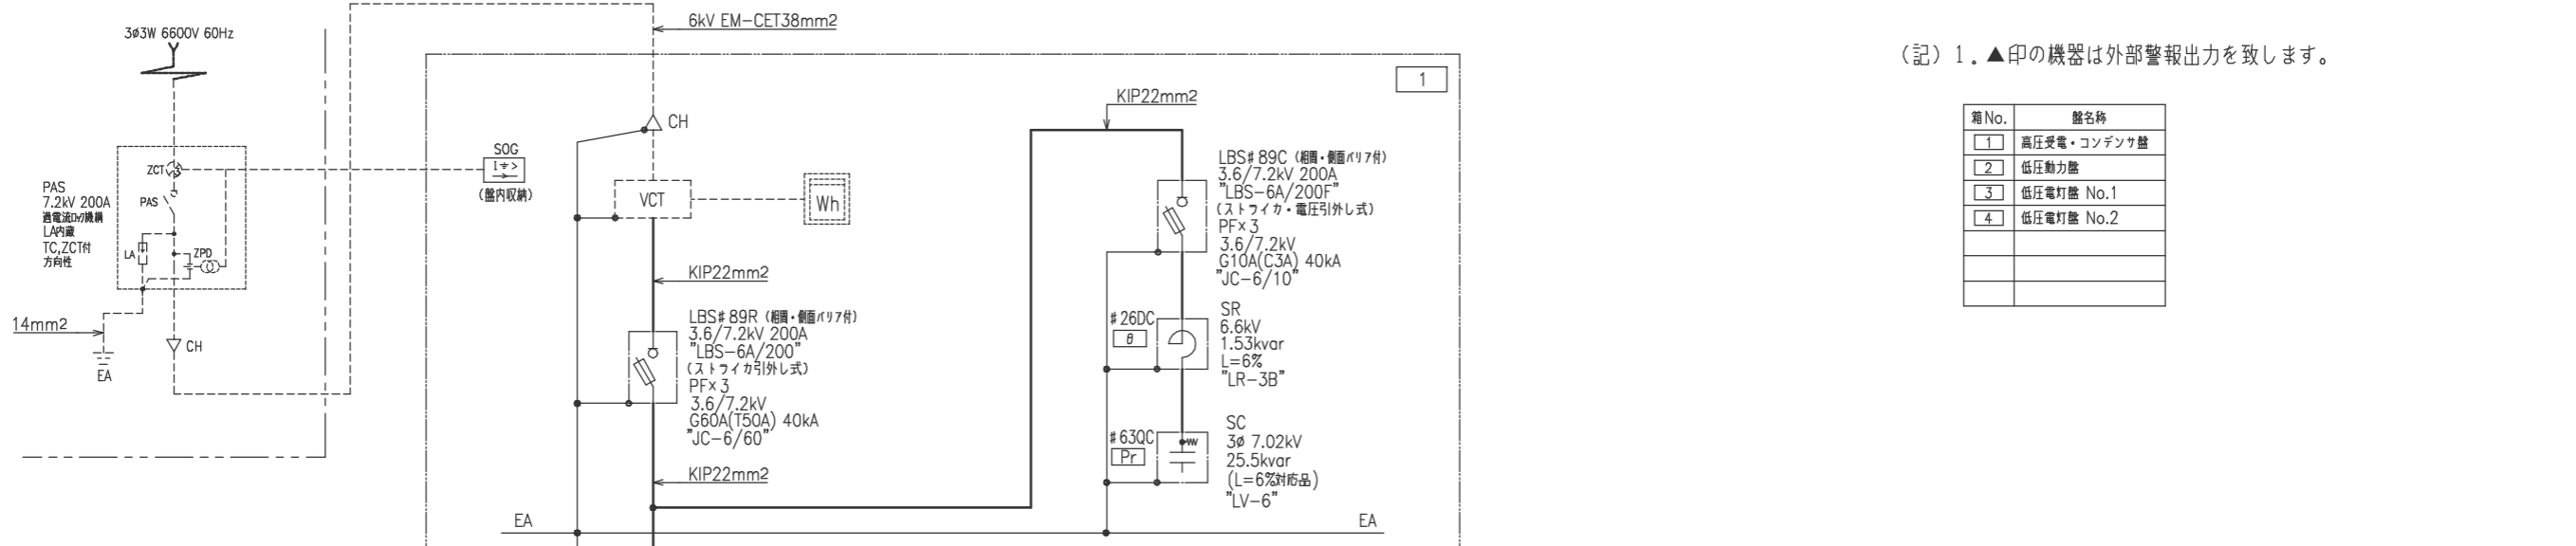 3ø3W 6600V 60Hz
ZCT
PAS
7.2kV 200A
過電流ロック機構
LA内蔵
TC,ZCT付
方向性
PAS
LA
ZPD
14mm2
EA
CH
6kV EM-CET38mm2
1
SOG
I⏚>
(盤内収納)
CH
VCT
Wh
KIP22mm2
LBS♯89R（相間・側面バリア付）
3.6/7.2kV 200A
"LBS-6A/200"
(ストライカ引外し式)
PF×3
3.6/7.2kV
G60A(T50A) 40kA
"JC-6/60"
KIP22mm2
KIP22mm2
LBS♯89C（相間・側面バリア付）
3.6/7.2kV 200A
"LBS-6A/200F"
(ストライカ・電圧引外し式)
PF×3
3.6/7.2kV
G10A(C3A) 40kA
"JC-6/10"
♯26DC
θ
SR
6.6kV
1.53kvar
L=6%
"LR-3B"
♯63QC
Pr
SC
3ø 7.02kV
25.5kvar
(L=6%対応品)
"LV-6"
EA
EA
（記）1．▲印の機器は外部警報出力を致します。
箱No. 盤名称
1 高圧受電・コンデンサ盤
2 低圧動力盤
3 低圧電灯盤 No.1
4 低圧電灯盤 No.2